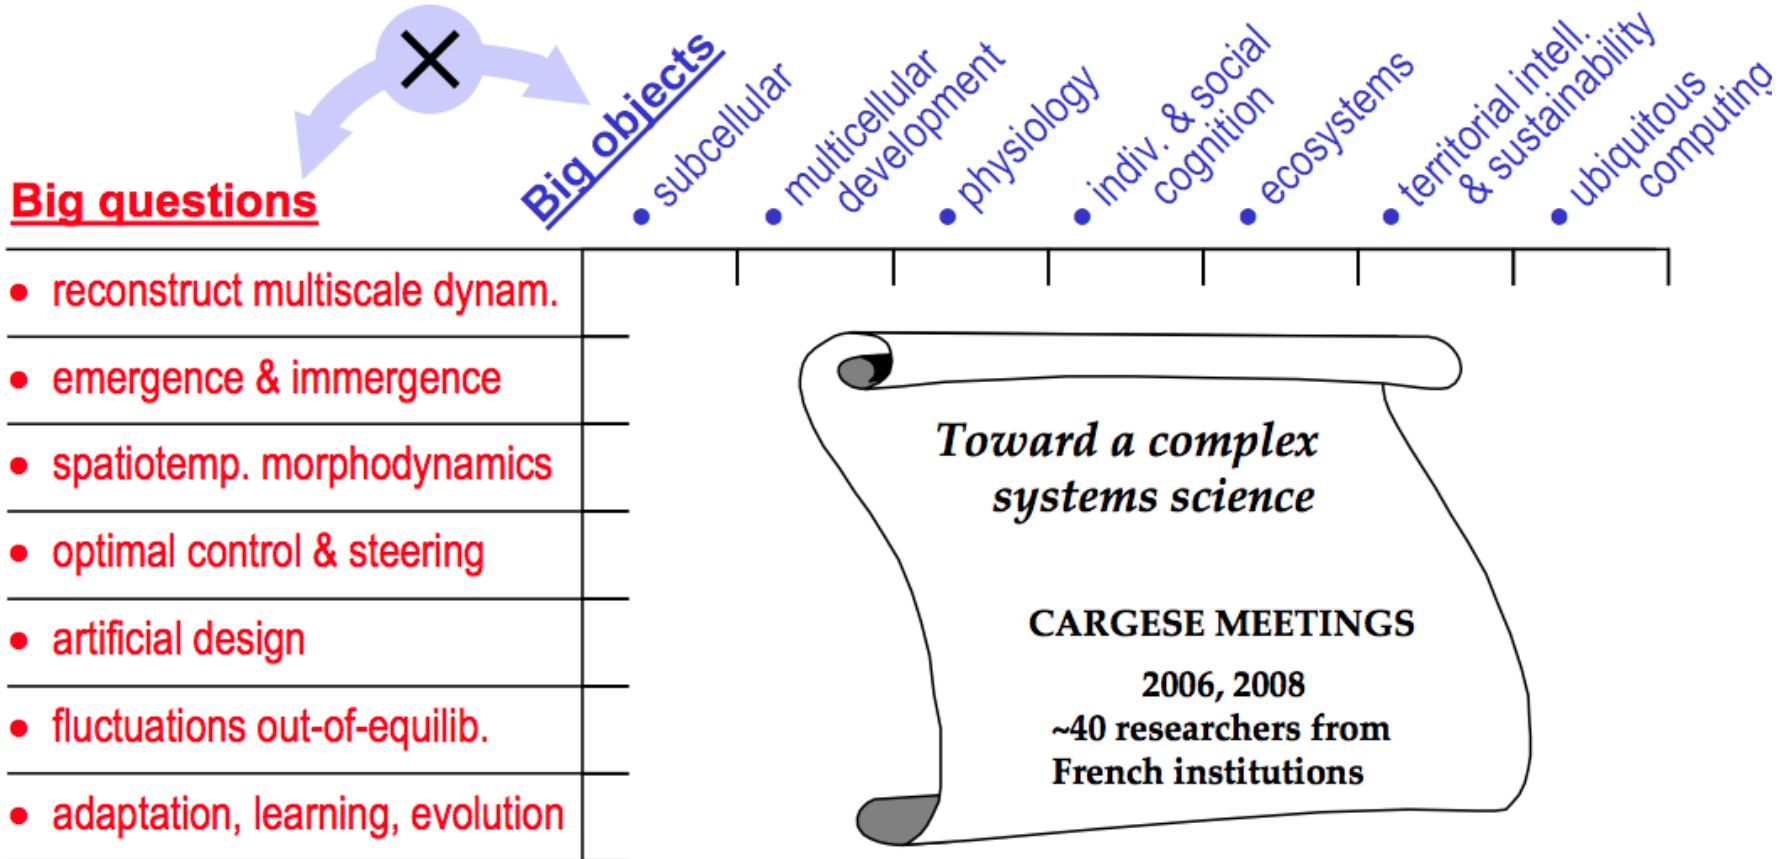 Big objects
• subcellular
• multicellular
development
• physiology
• indiv. & social
cognition
• ecosystems
• territorial intell.
& sustainability
• ubiquitous
computing
Big questions
• reconstruct multiscale dynam.
• emergence & immergence
• spatiotemp. morphodynamics
• optimal control & steering
• artificial design
• fluctuations out-of-equilib.
• adaptation, learning, evolution
Toward a complex
systems science
CARGESE MEETINGS
2006, 2008
~40 researchers from
French institutions